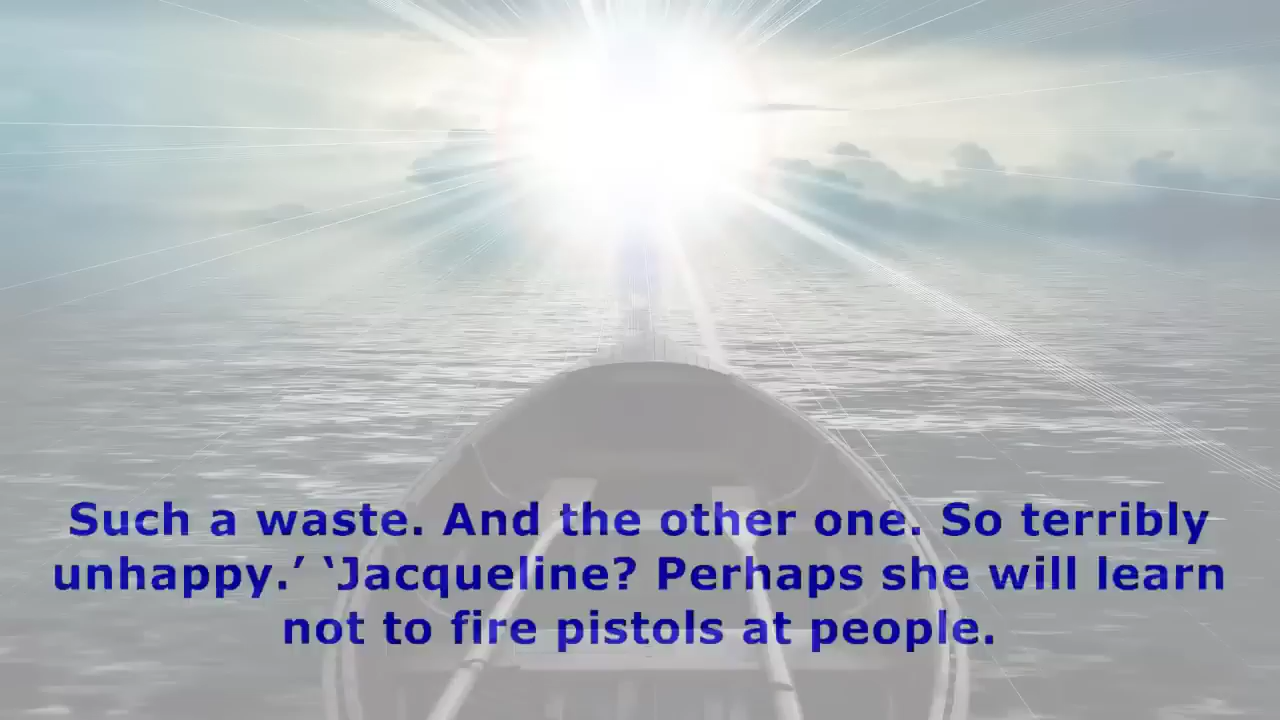 Such a waste. And the other one. So terribly
unhappy.’ ‘Jacqueline? Perhaps she will learn
not to fire pistols at people.